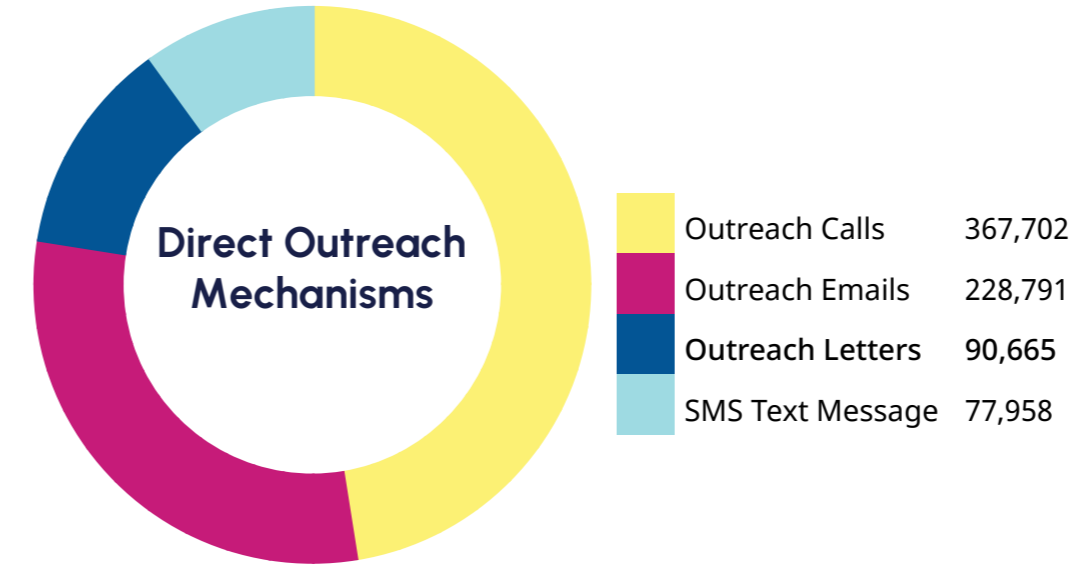 Direct Outreach
Mechanisms
Outreach Calls 367,702
Outreach Emails 228,791
Outreach Letters 90,665
SMS Text Message 77,958